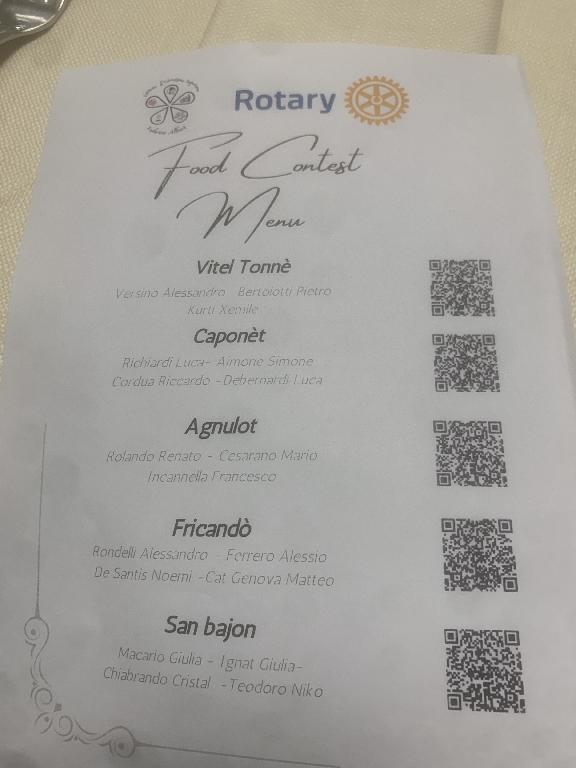 Rotary
Food Contest
Menu
Vitel Tonnè
Versino Alessandro Bertolotti Pietro
Kurti Xemile
Caponèt
Richiardi Luca- Aimone Simone
Cordua Riccardo -Debernardi Luca
Agnulot
Rolando Renato - Cesarano Mario
Incannella Francesco
Fricandò
Rondelli Alessandro - Ferrero Alessio
De Santis Noemi -Cat Genova Matteo
San bajon
Macario Giulia - Ignat Giulia-
Chiabrando Cristal -Teodoro Niko